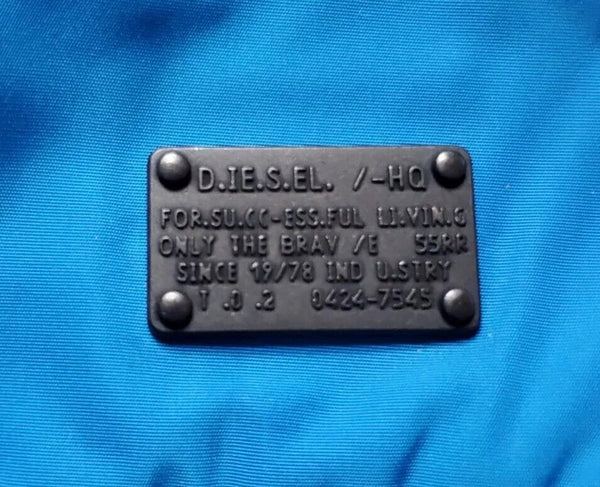 D.IE.S.EL. /-HQ
FOR.SU.CC-ESS.FUL LI.VIN.G
ONLY THE BRAV /E 55RR
SINCE 19/78 IND U.STRY
T .0 .2 0424-7545